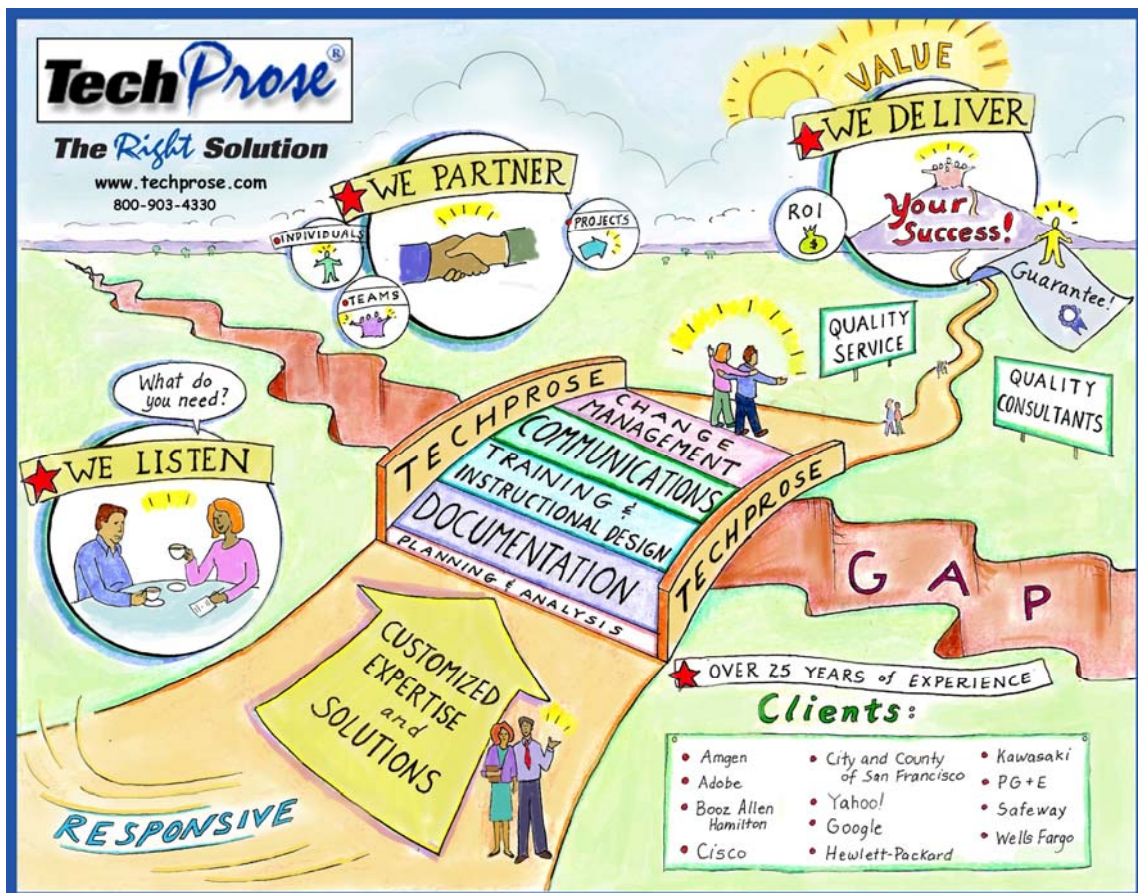 TechProse®
The Right Solution
www.techprose.com
800-903-4330
WE PARTNER
INDIVIDUALS
TEAMS
PROJECTS
VALUE
WE DELIVER
ROI
$
Your
Success!
Guarantee!
QUALITY
SERVICE
QUALITY
CONSULTANTS
What do
you need?
WE LISTEN
TECHPROSE
CHANGE
MANAGEMENT
COMMUNICATIONS
TRAINING &
INSTRUCTIONAL DESIGN
DOCUMENTATION
PLANNING & ANALYSIS
TECHPROSE
GAP
CUSTOMIZED
EXPERTISE
and
SOLUTIONS
RESPONSIVE
OVER 25 YEARS of EXPERIENCE
Clients:
• Amgen
• Adobe
• Booz Allen
Hamilton
• Cisco
• City and County
of San Francisco
• Yahoo!
• Google
• Hewlett-Packard
• Kawasaki
• PG+E
• Safeway
• Wells Fargo